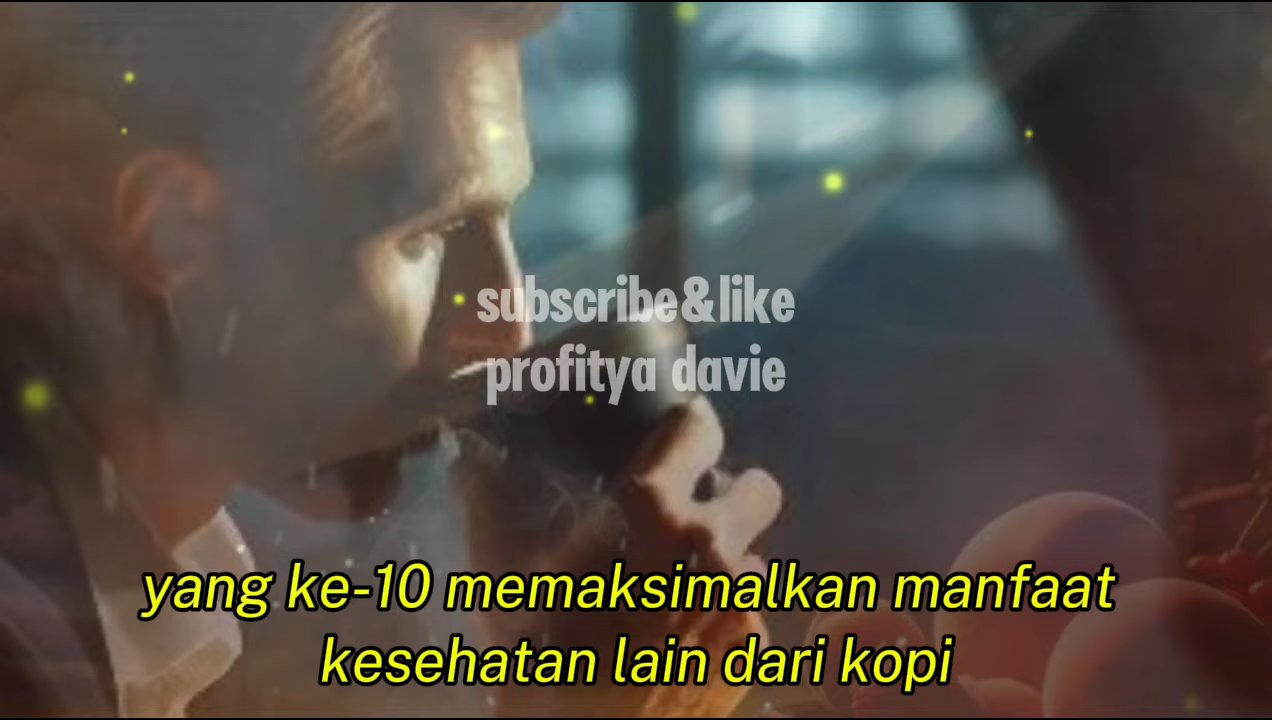 subscribe&like
profitya davie
yang ke-10 memaksimalkan manfaat
kesehatan lain dari kopi